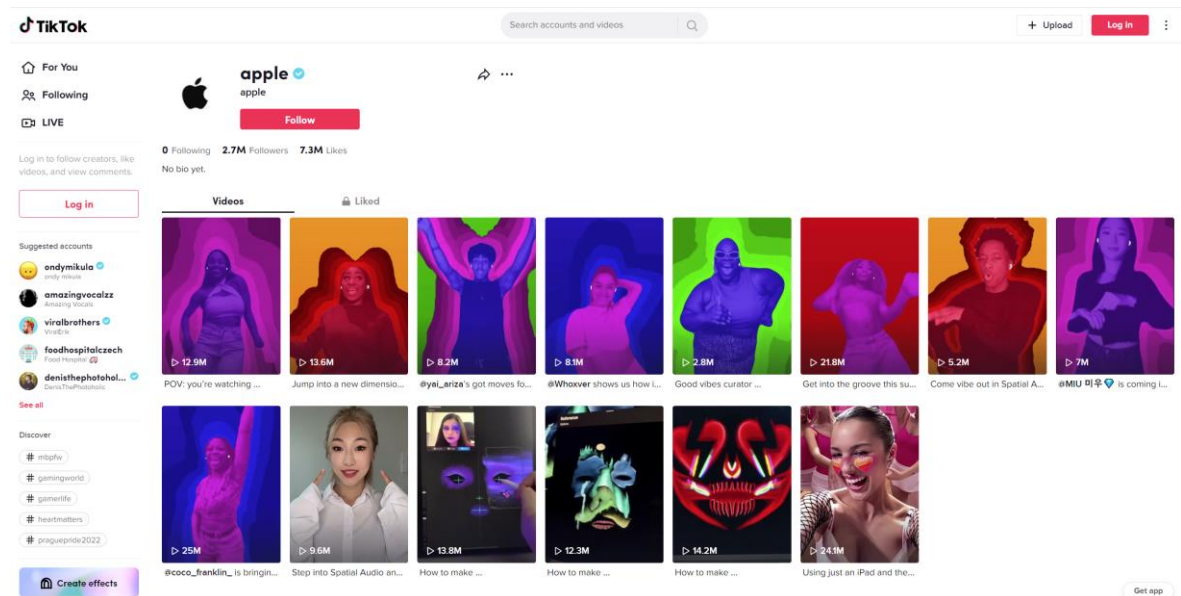 TikTok
Search accounts and videos
+ Upload
Log in
For You
Following
LIVE
Log in to follow creators, like
videos, and view comments.
Log in
Suggested accounts
ondymikula
ondy mikula
amazingvocalzz
Amazing Vocals
viralbrothers
ViralErik
foodhospitalczech
Food Hospital
denisthephotohol...
DenisThePhotoholic
See all
Discover
# mbpfw
# gamingworld
# gamerlife
# heartmatters
# praguepride2022
Create effects
apple
apple
Follow
0 Following 2.7M Followers 7.3M Likes
No bio yet.
Videos
Liked
12.9M
13.6M
8.2M
8.1M
2.8M
21.8M
5.2M
7M
POV: you're watching ...
Jump into a new dimensio...
@yai_ariza's got moves fo...
@Whoxver shows us how i...
Good vibes curator ...
Get into the groove this su...
Come vibe out in Spatial A...
@MIU 미우💎 is coming i...
25M
9.6M
13.8M
12.3M
14.2M
24.1M
@coco_franklin_ is bringin...
Step into Spatial Audio an...
How to make ...
How to make ...
How to make ...
Using just an iPad and the...
Get app